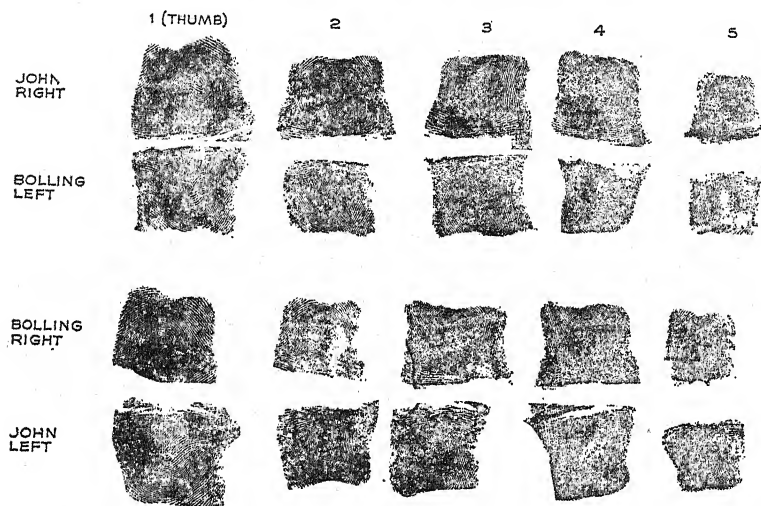 1 (THUMB) 2 3 4 5
JOHN
RIGHT
BOLLING
LEFT
BOLLING
RIGHT
JOHN
LEFT